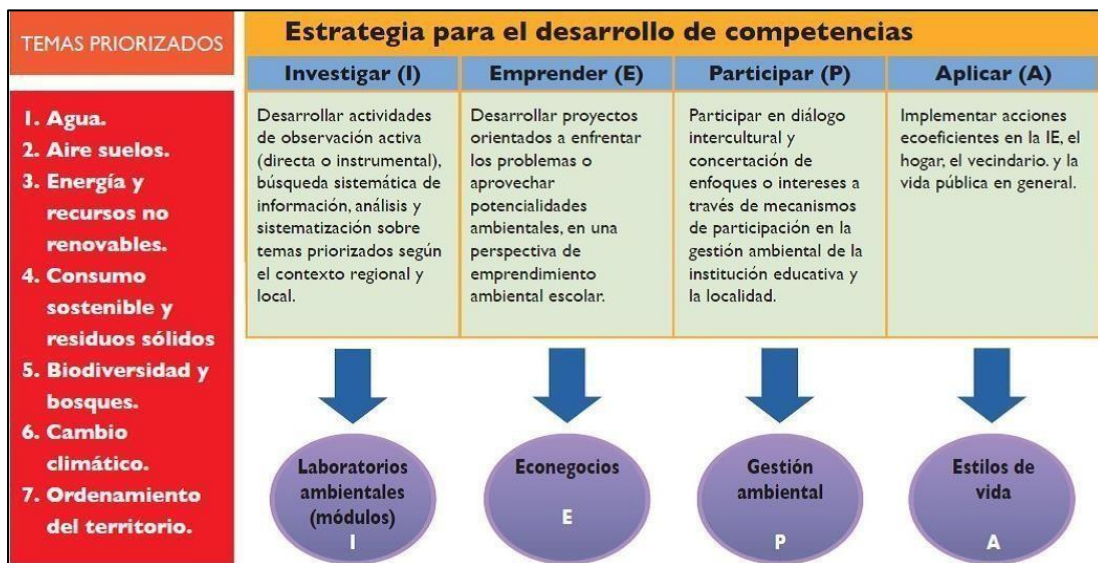 TEMAS PRIORIZADOS
1. Agua.
2. Aire suelos.
3. Energía y
recursos no
renovables.
4. Consumo
sostenible y
residuos sólidos
5. Biodiversidad y
bosques.
6. Cambio
climático.
7. Ordenamiento
del territorio.
Estrategia para el desarrollo de competencias
Investigar (I)
Desarrollar actividades
de observación activa
(directa o instrumental),
búsqueda sistemática de
información, análisis y
sistematización sobre
temas priorizados según
el contexto regional y
local.
Laboratorios
ambientales
(módulos)
I
Emprender (E)
Desarrollar proyectos
orientados a enfrentar
los problemas o
aprovechar
potencialidades
ambientales, en una
perspectiva de
emprendimiento
ambiental escolar.
Econegocios
E
Participar (P)
Participar en diálogo
intercultural y
concertación de
enfoques o intereses a
través de mecanismos
de participación en la
gestión ambiental de la
institución educativa y
la localidad.
Gestión
ambiental
P
Aplicar (A)
Implementar acciones
ecoeficientes en la IE, el
hogar, el vecindario. y la
vida pública en general.
Estilos de
vida
A